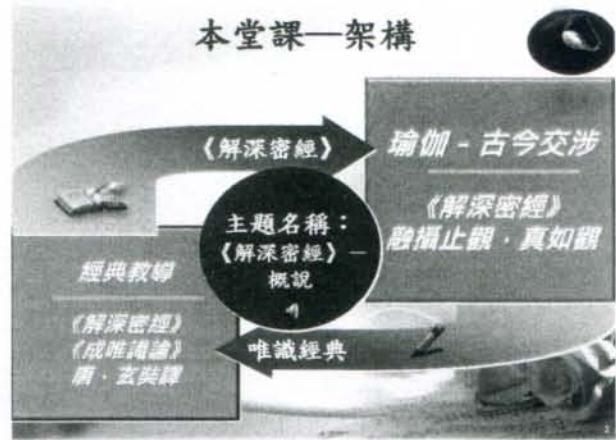 本堂課—架構
《解深密經》
瑜伽 - 古今交涉
《解深密經》
融攝止觀．真如觀
主題名稱：
《解深密經》—
概說
經典教導
《解深密經》
《成唯識論》
唐．玄奘譯
唯識經典